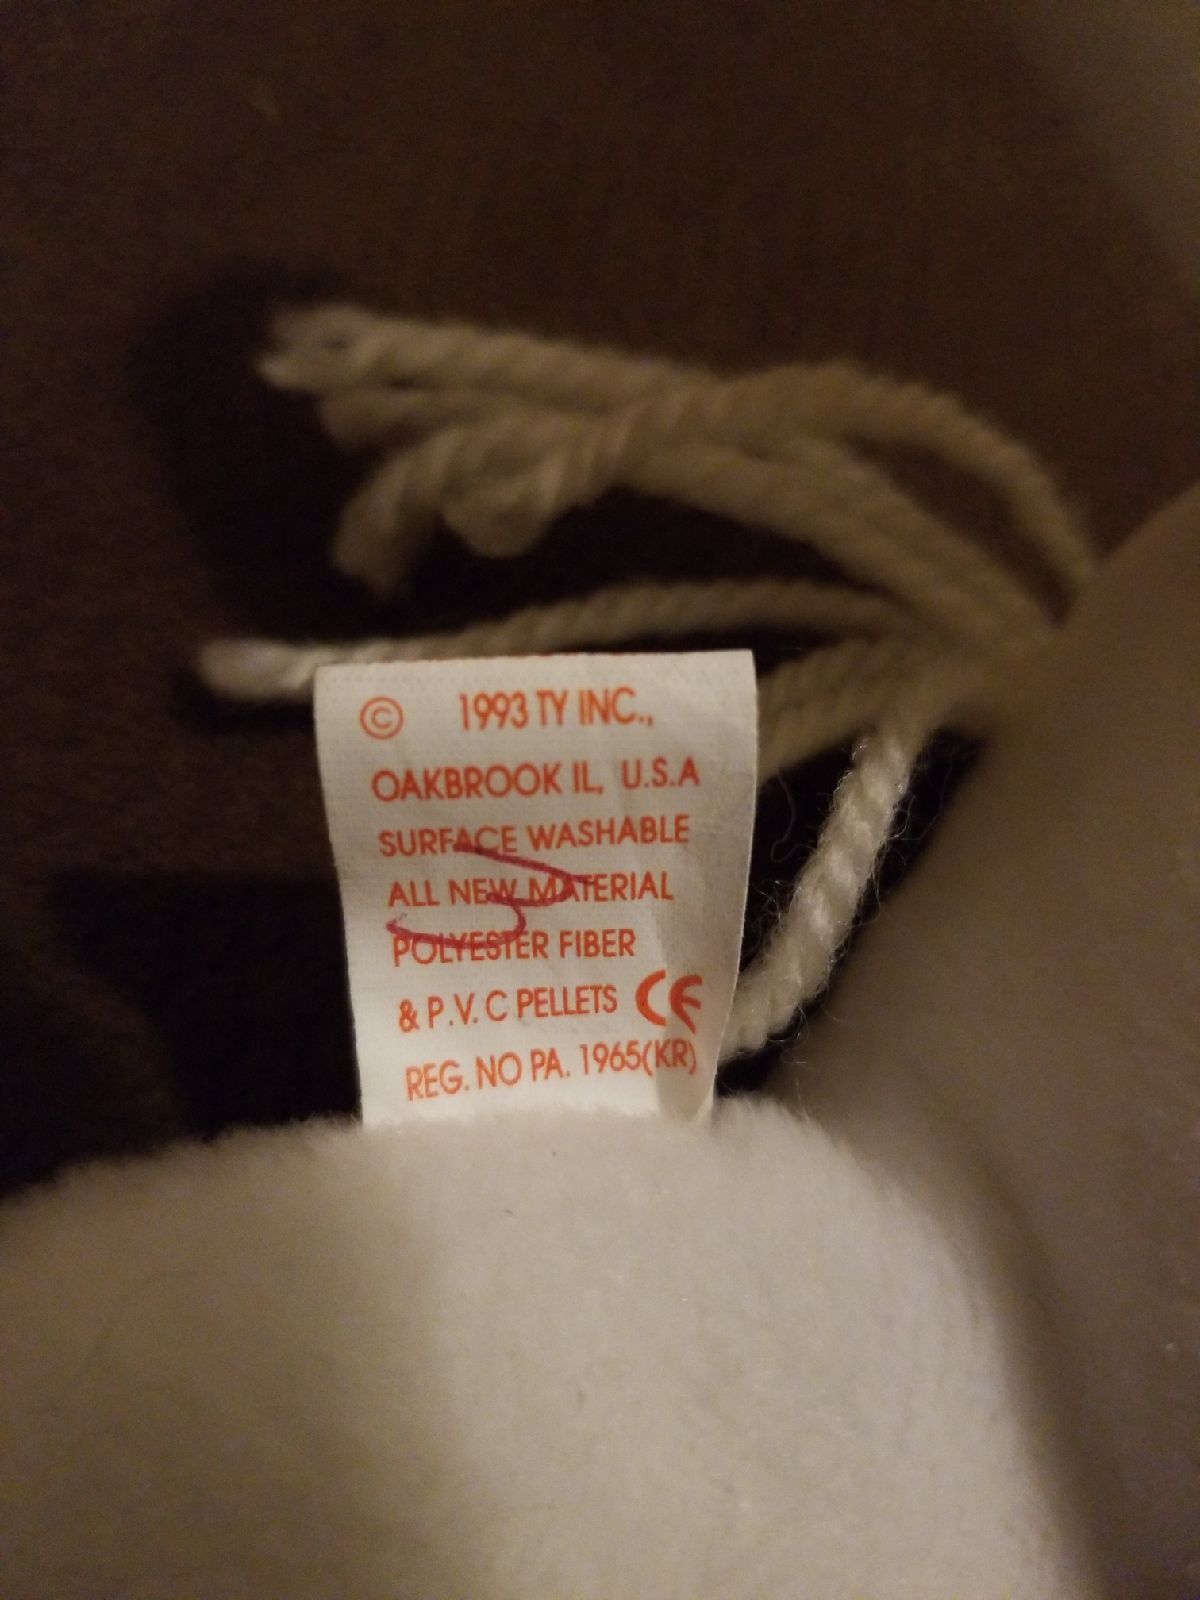 © 1993 TY INC.,
OAKBROOK IL, U.S.A
SURFACE WASHABLE
ALL NEW MATERIAL
POLYESTER FIBER
& P.V.C PELLETS CE
REG. NO PA. 1965(KR)